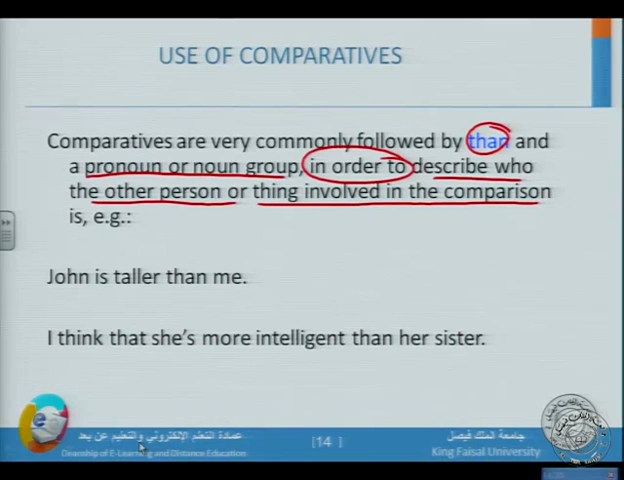 USE OF COMPARATIVES
Comparatives are very commonly followed by than and
a pronoun or noun group, in order to describe who
the other person or thing involved in the comparison
is, e.g.:
John is taller than me.
I think that she's more intelligent than her sister.
عمادة التعلم الإلكتروني والتعليم عن بعد
Deanship of E-Learning and Distance Education
[ 14 ]
جامعة الملك فيصل
King Faisal University